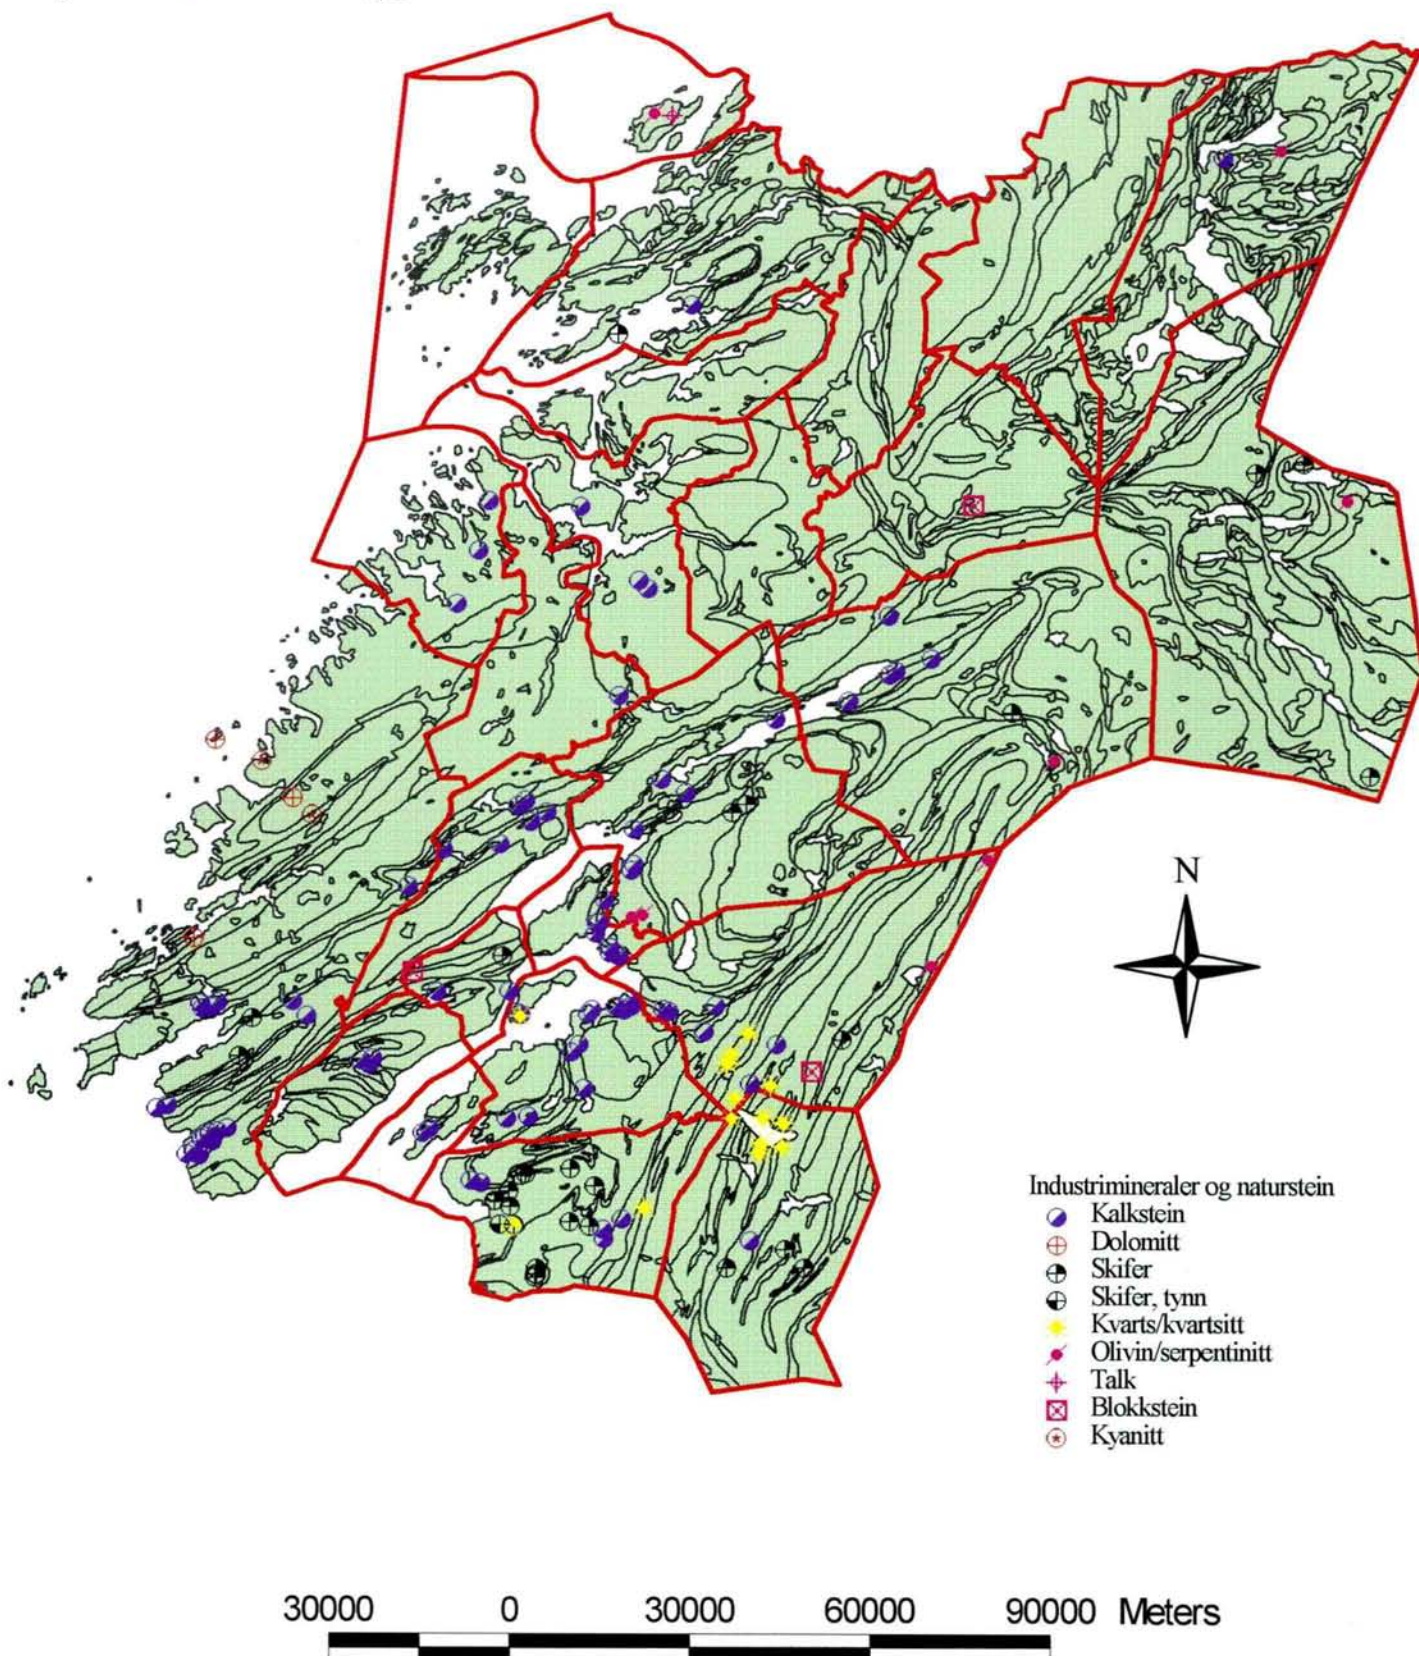 N
Industrimineraler og naturstein
Kalkstein
Dolomitt
Skifer
Skifer, tynn
Kvarts/kvartsitt
Olivin/serpentinitt
Talk
Blokkstein
Kyanitt
30000 0 30000 60000 90000 Meters